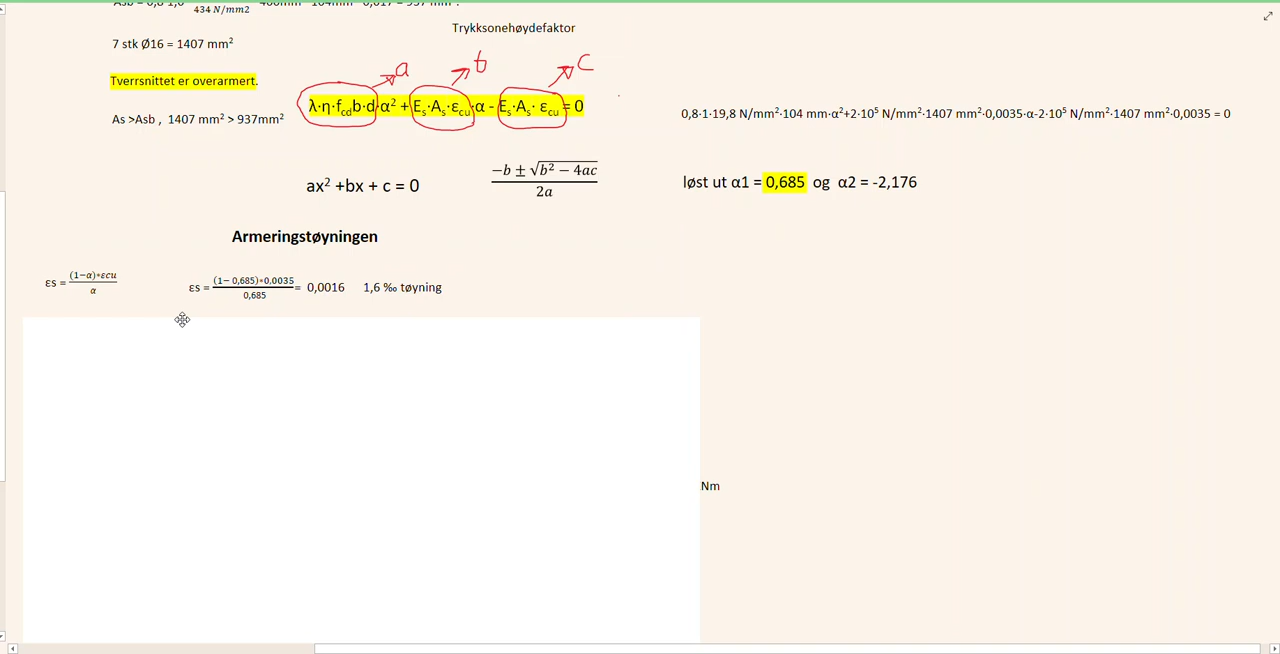 434 N/mm2
Trykksonehøydefaktor
7 stk Ø16 = 1407 mm²
a
b
c
Tverrsnittet er overarmert.
λ·η·fcdb·d·α² + Es·As·εcu·α - Es·As· εcu = 0
As >Asb , 1407 mm² > 937mm²
0,8·1·19,8 N/mm²·104 mm·α²+2·10⁵ N/mm²·1407 mm²·0,0035·α-2·10⁵ N/mm²·1407 mm²·0,0035 = 0
ax² +bx + c = 0
−b ± √b² − 4ac
2a
løst ut α1 = 0,685 og α2 = -2,176
Armeringstøyningen
εs = (1−α)∗εcu
α
εs = (1− 0,685)∗0,0035
0,685
= 0,0016 1,6 ‰ tøyning
Nm